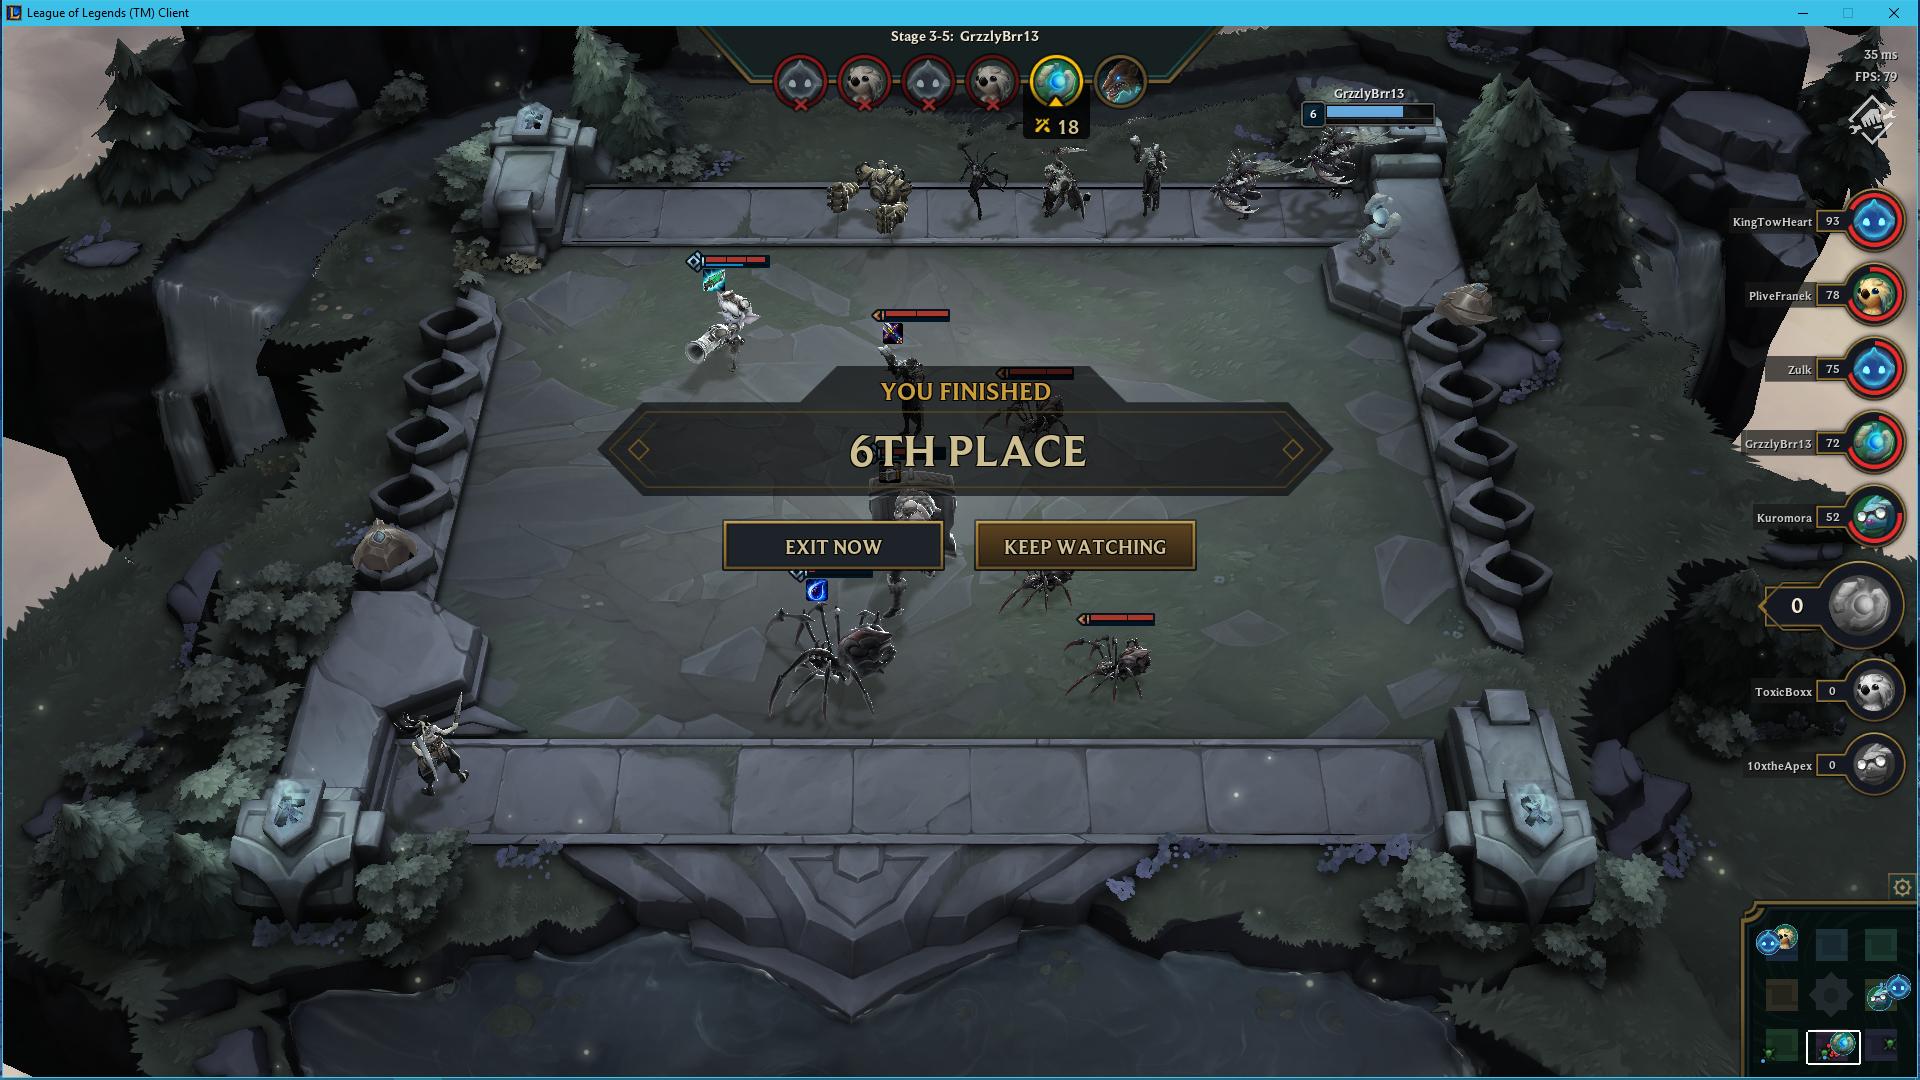 League of Legends (TM) Client
Stage 3-5: GrzzlyBrr13
35 ms
FPS: 79
18
GrzzlyBrr13
6
KingTowHeart 93
PliveFranek 78
Zulk 75
GrzzlyBrr13 72
Kuromora 52
0
ToxicBoxx 0
10xtheApex 0
YOU FINISHED
6TH PLACE
EXIT NOW
KEEP WATCHING